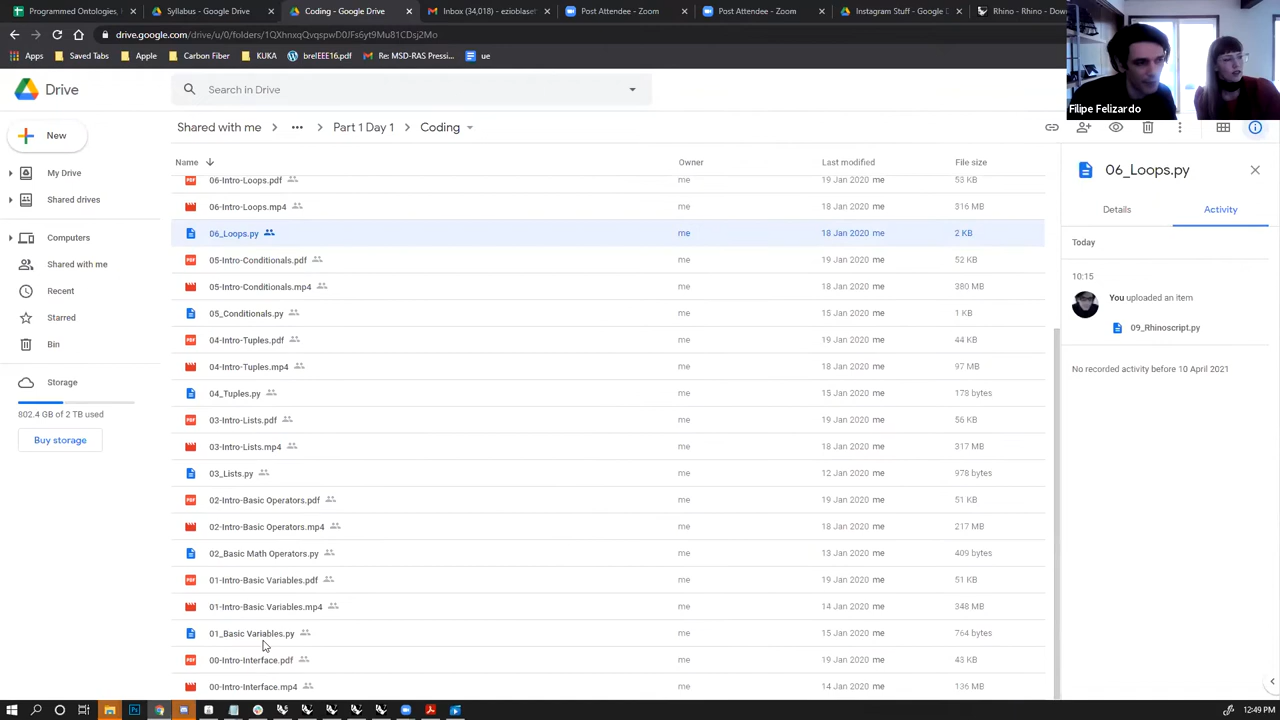 Programmed Ontologies,
Syllabus - Google Drive
Coding - Google Drive
Post Attendee - Zoom
Post Attendee - Zoom
Instagram Stuff - Google D
drive.google.com/drive/u/0/folders/
Apps
Saved Tabs
Apple
Carbon Fiber
KUKA
breIEEE16.pdf
Re: MSD-RAS Pressi...
ue
Filipe Felizardo
Drive
Search in Drive
New
Shared with me
Part 1 Day 1
Coding
Name
Owner
Last modified
File size
06-Intro-Loops.pdf me 19 Jan 2020 me 53 KB
06-Intro-Loops.mp4 me 18 Jan 2020 me 316 MB
06_Loops.py me 18 Jan 2020 me 2 KB
05-Intro-Conditionals.pdf me 19 Jan 2020 me 52 KB
05-Intro-Conditionals.mp4 me 18 Jan 2020 me 380 MB
05_Conditionals.py me 15 Jan 2020 me 1 KB
04-Intro-Tuples.pdf me 19 Jan 2020 me 44 KB
04-Intro-Tuples.mp4 me 18 Jan 2020 me 97 MB
04_Tuples.py me 15 Jan 2020 me 178 bytes
03-Intro-Lists.pdf me 19 Jan 2020 me 56 KB
03-Intro-Lists.mp4 me 18 Jan 2020 me 317 MB
03_Lists.py me 12 Jan 2020 me 978 bytes
02-Intro-Basic Operators.pdf me 19 Jan 2020 me 51 KB
02-Intro-Basic Operators.mp4 me 18 Jan 2020 me 217 MB
02_Basic Math Operators.py me 13 Jan 2020 me 409 bytes
01-Intro-Basic Variables.pdf me 19 Jan 2020 me 51 KB
01-Intro-Basic Variables.mp4 me 14 Jan 2020 me 348 MB
01_Basic Variables.py me 15 Jan 2020 me 764 bytes
00-Intro-Interface.pdf me 19 Jan 2020 me 43 KB
00-Intro-Interface.mp4 me 14 Jan 2020 me 136 MB
My Drive
Shared drives
Computers
Shared with me
Recent
Starred
Bin
Storage
802.4 GB of 2 TB used
Buy storage
06_Loops.py
Details
Activity
Today
10:15
You uploaded an item
09_Rhinoscript.py
No recorded activity before 10 April 2021
12:49 PM